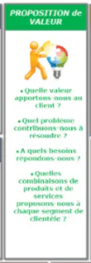 PROPOSITION de
VALEUR
• Quelle valeur
apportons-nous au
client ?
• Quel problème
contribuons-nous à
résoudre ?
• A quels besoins
répondons-nous ?
• Quelles
combinaisons de
produits et de
services
proposons-nous à
chaque segment de
clientèle ?